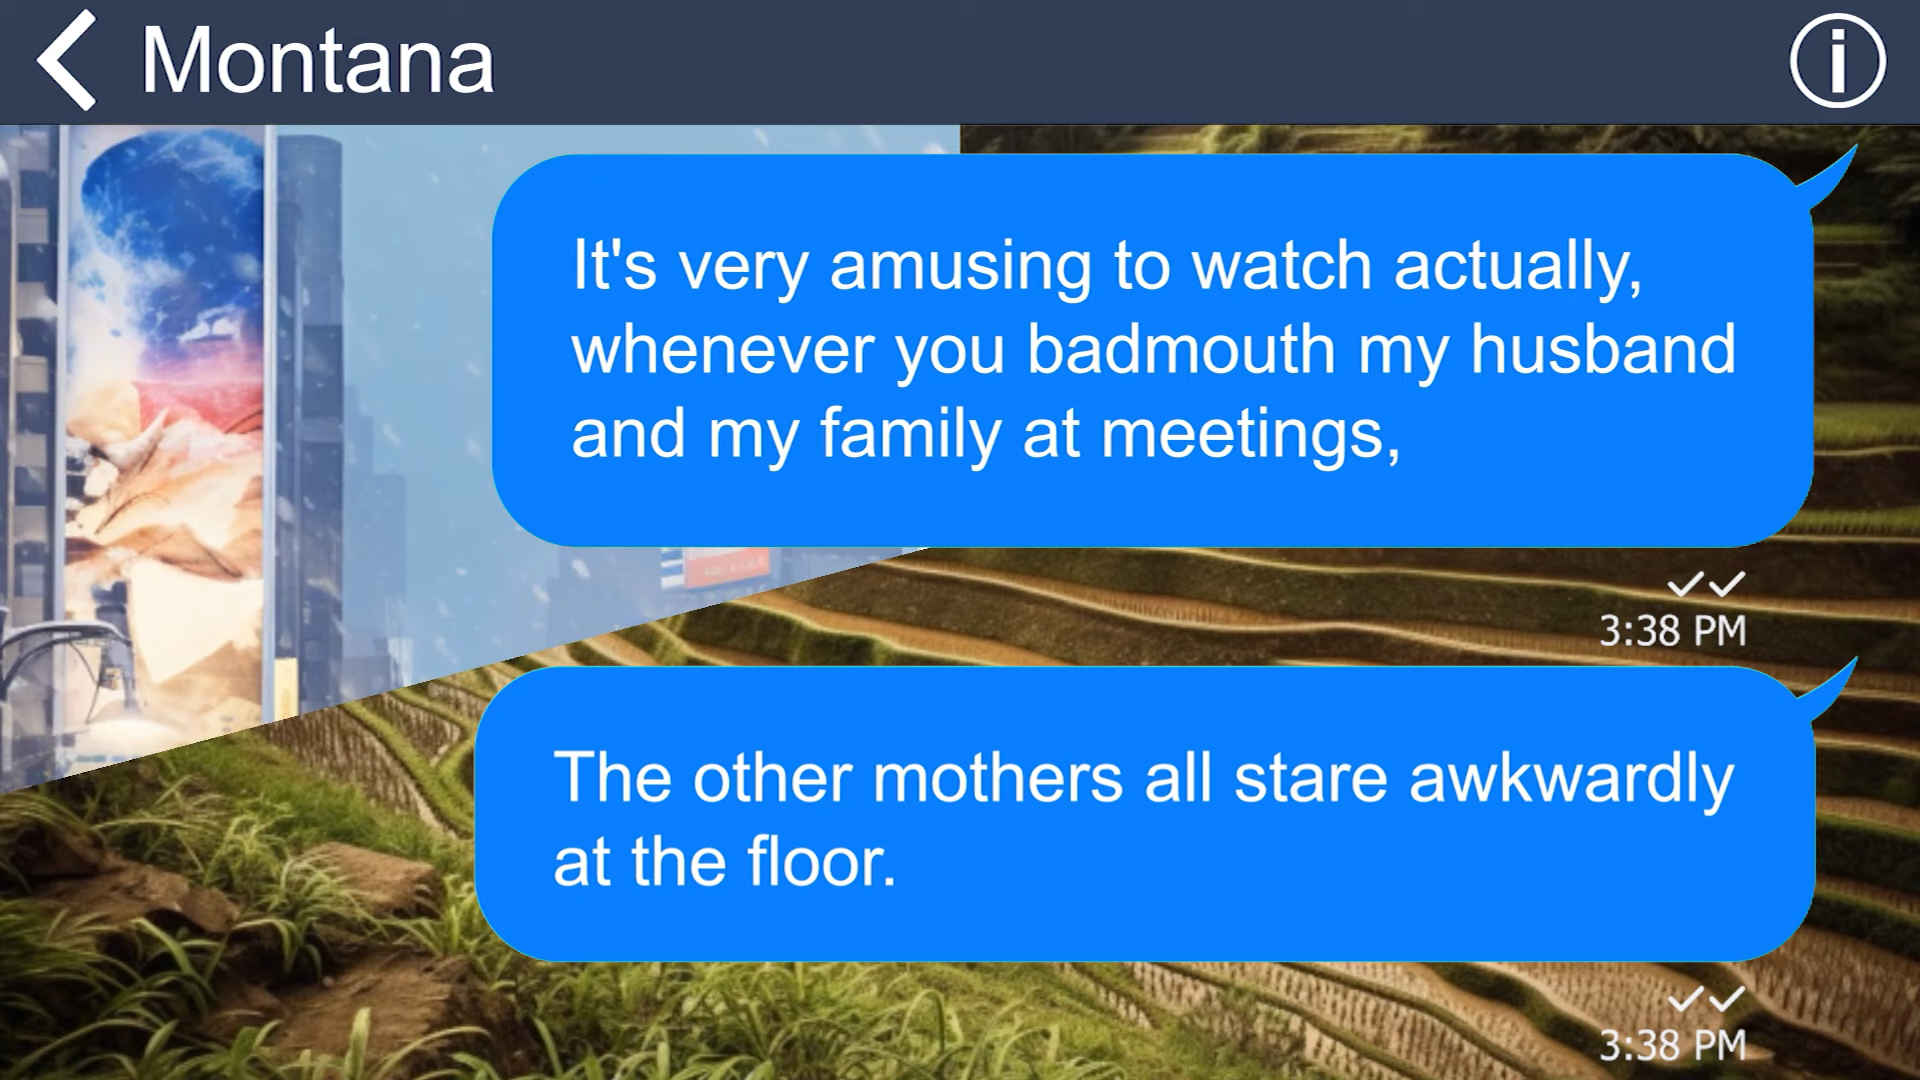 Montana
It's very amusing to watch actually,
whenever you badmouth my husband
and my family at meetings,
3:38 PM
The other mothers all stare awkwardly
at the floor.
3:38 PM